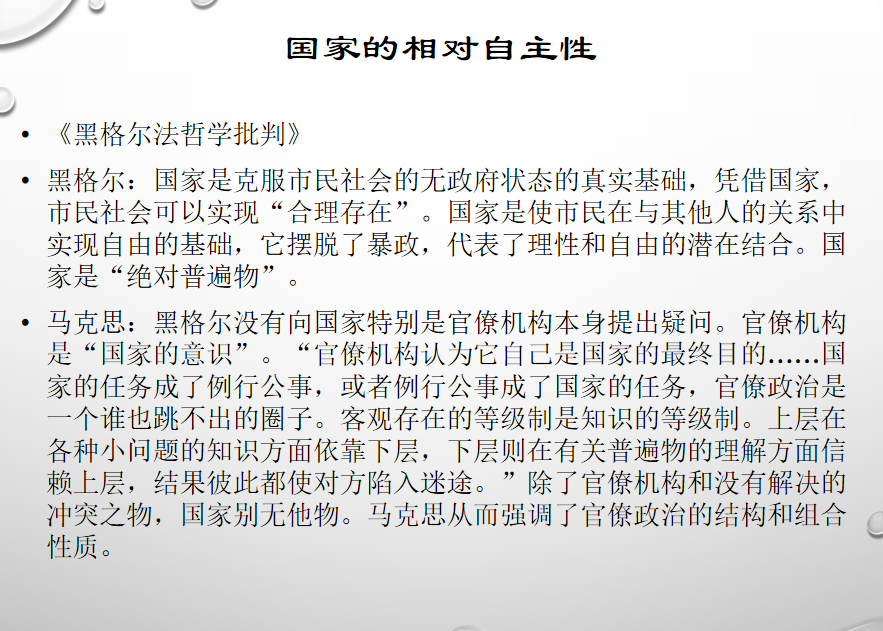 国家的相对自主性
• 《黑格尔法哲学批判》
• 黑格尔：国家是克服市民社会的无政府状态的真实基础，凭借国家，
市民社会可以实现“合理存在”。国家是使市民在与其他人的关系中
实现自由的基础，它摆脱了暴政，代表了理性和自由的潜在结合。国
家是“绝对普遍物”。
• 马克思：黑格尔没有向国家特别是官僚机构本身提出疑问。官僚机构
是“国家的意识”。“官僚机构认为它自己是国家的最终目的……国
家的任务成了例行公事，或者例行公事成了国家的任务，官僚政治是
一个谁也跳不出的圈子。客观存在的等级制是知识的等级制。上层在
各种小问题的知识方面依靠下层，下层则在有关普遍物的理解方面信
赖上层，结果彼此都使对方陷入迷途。”除了官僚机构和没有解决的
冲突之物，国家别无他物。马克思从而强调了官僚政治的结构和组合
性质。